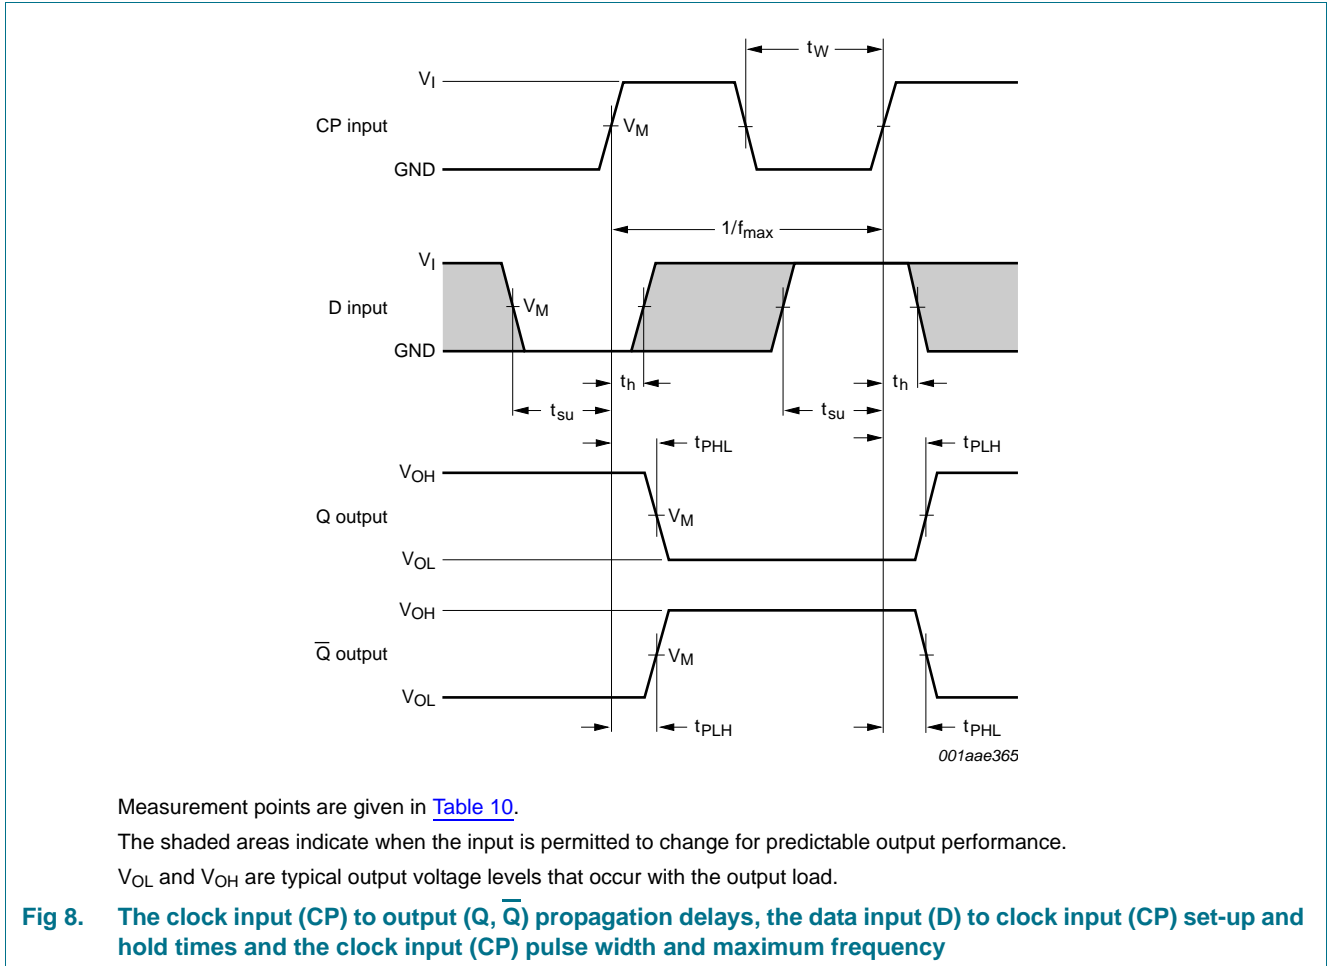 tW
VI
CP input
VM
GND
1/fmax
VI
D input
VM
GND
th
th
tsu
tsu
tPHL
tPLH
VOH
Q output
VM
VOL
VOH
Q̅ output
VM
VOL
tPLH
tPHL
001aae365
Measurement points are given in Table 10.
The shaded areas indicate when the input is permitted to change for predictable output performance.
VOL and VOH are typical output voltage levels that occur with the output load.
Fig 8. The clock input (CP) to output (Q, Q̅) propagation delays, the data input (D) to clock input (CP) set-up and
hold times and the clock input (CP) pulse width and maximum frequency